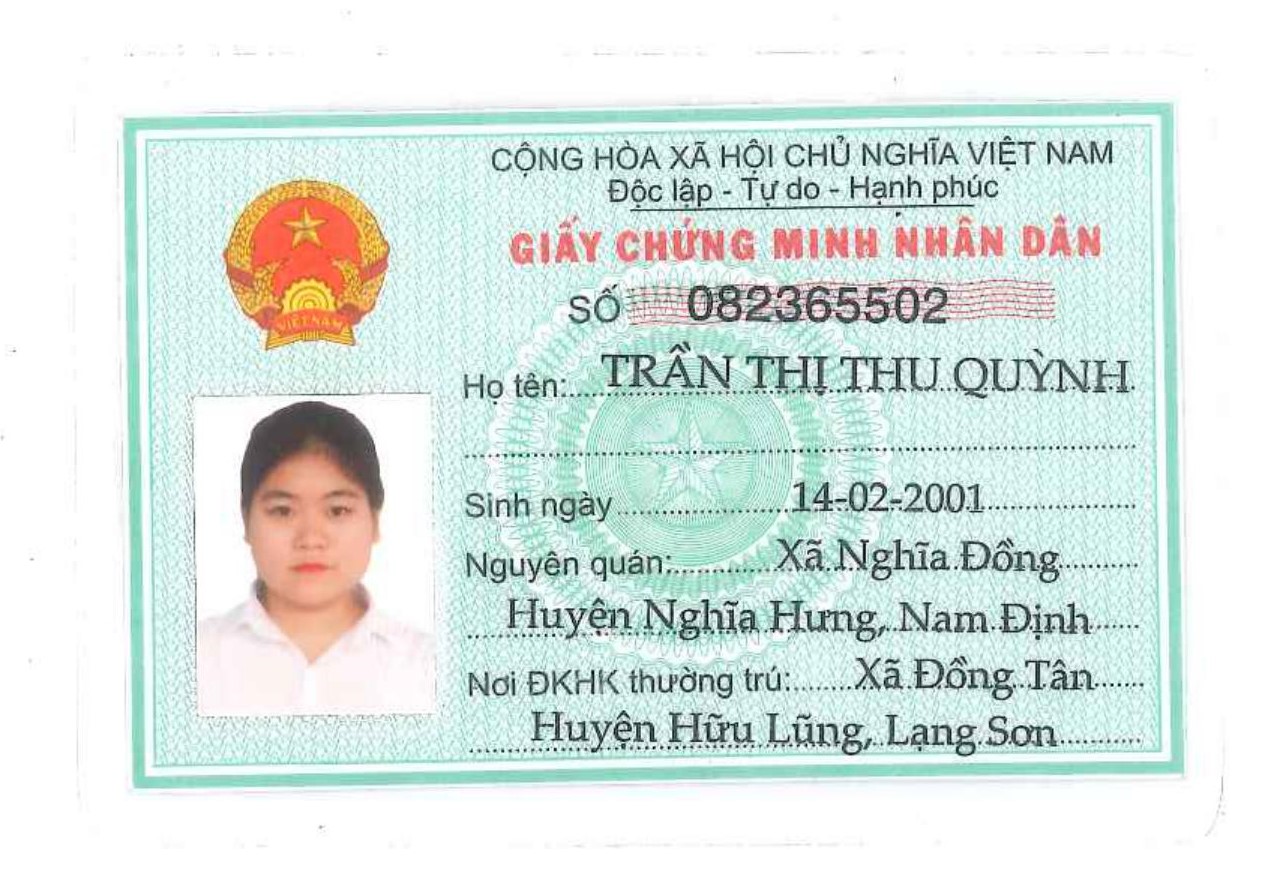 CỘNG HÒA XÃ HỘI CHỦ NGHĨA VIỆT NAM
Độc lập - Tự do - Hạnh phúc
GIẤY CHỨNG MINH NHÂN DÂN
SỐ 082365502
Họ tên: TRẦN THỊ THU QUỲNH
Sinh ngày 14-02-2001
Nguyên quán: Xã Nghĩa Đồng
Huyện Nghĩa Hưng, Nam Định
Nơi ĐKHK thường trú: Xã Đồng Tân
Huyện Hữu Lũng, Lạng Sơn
VIỆT NAM